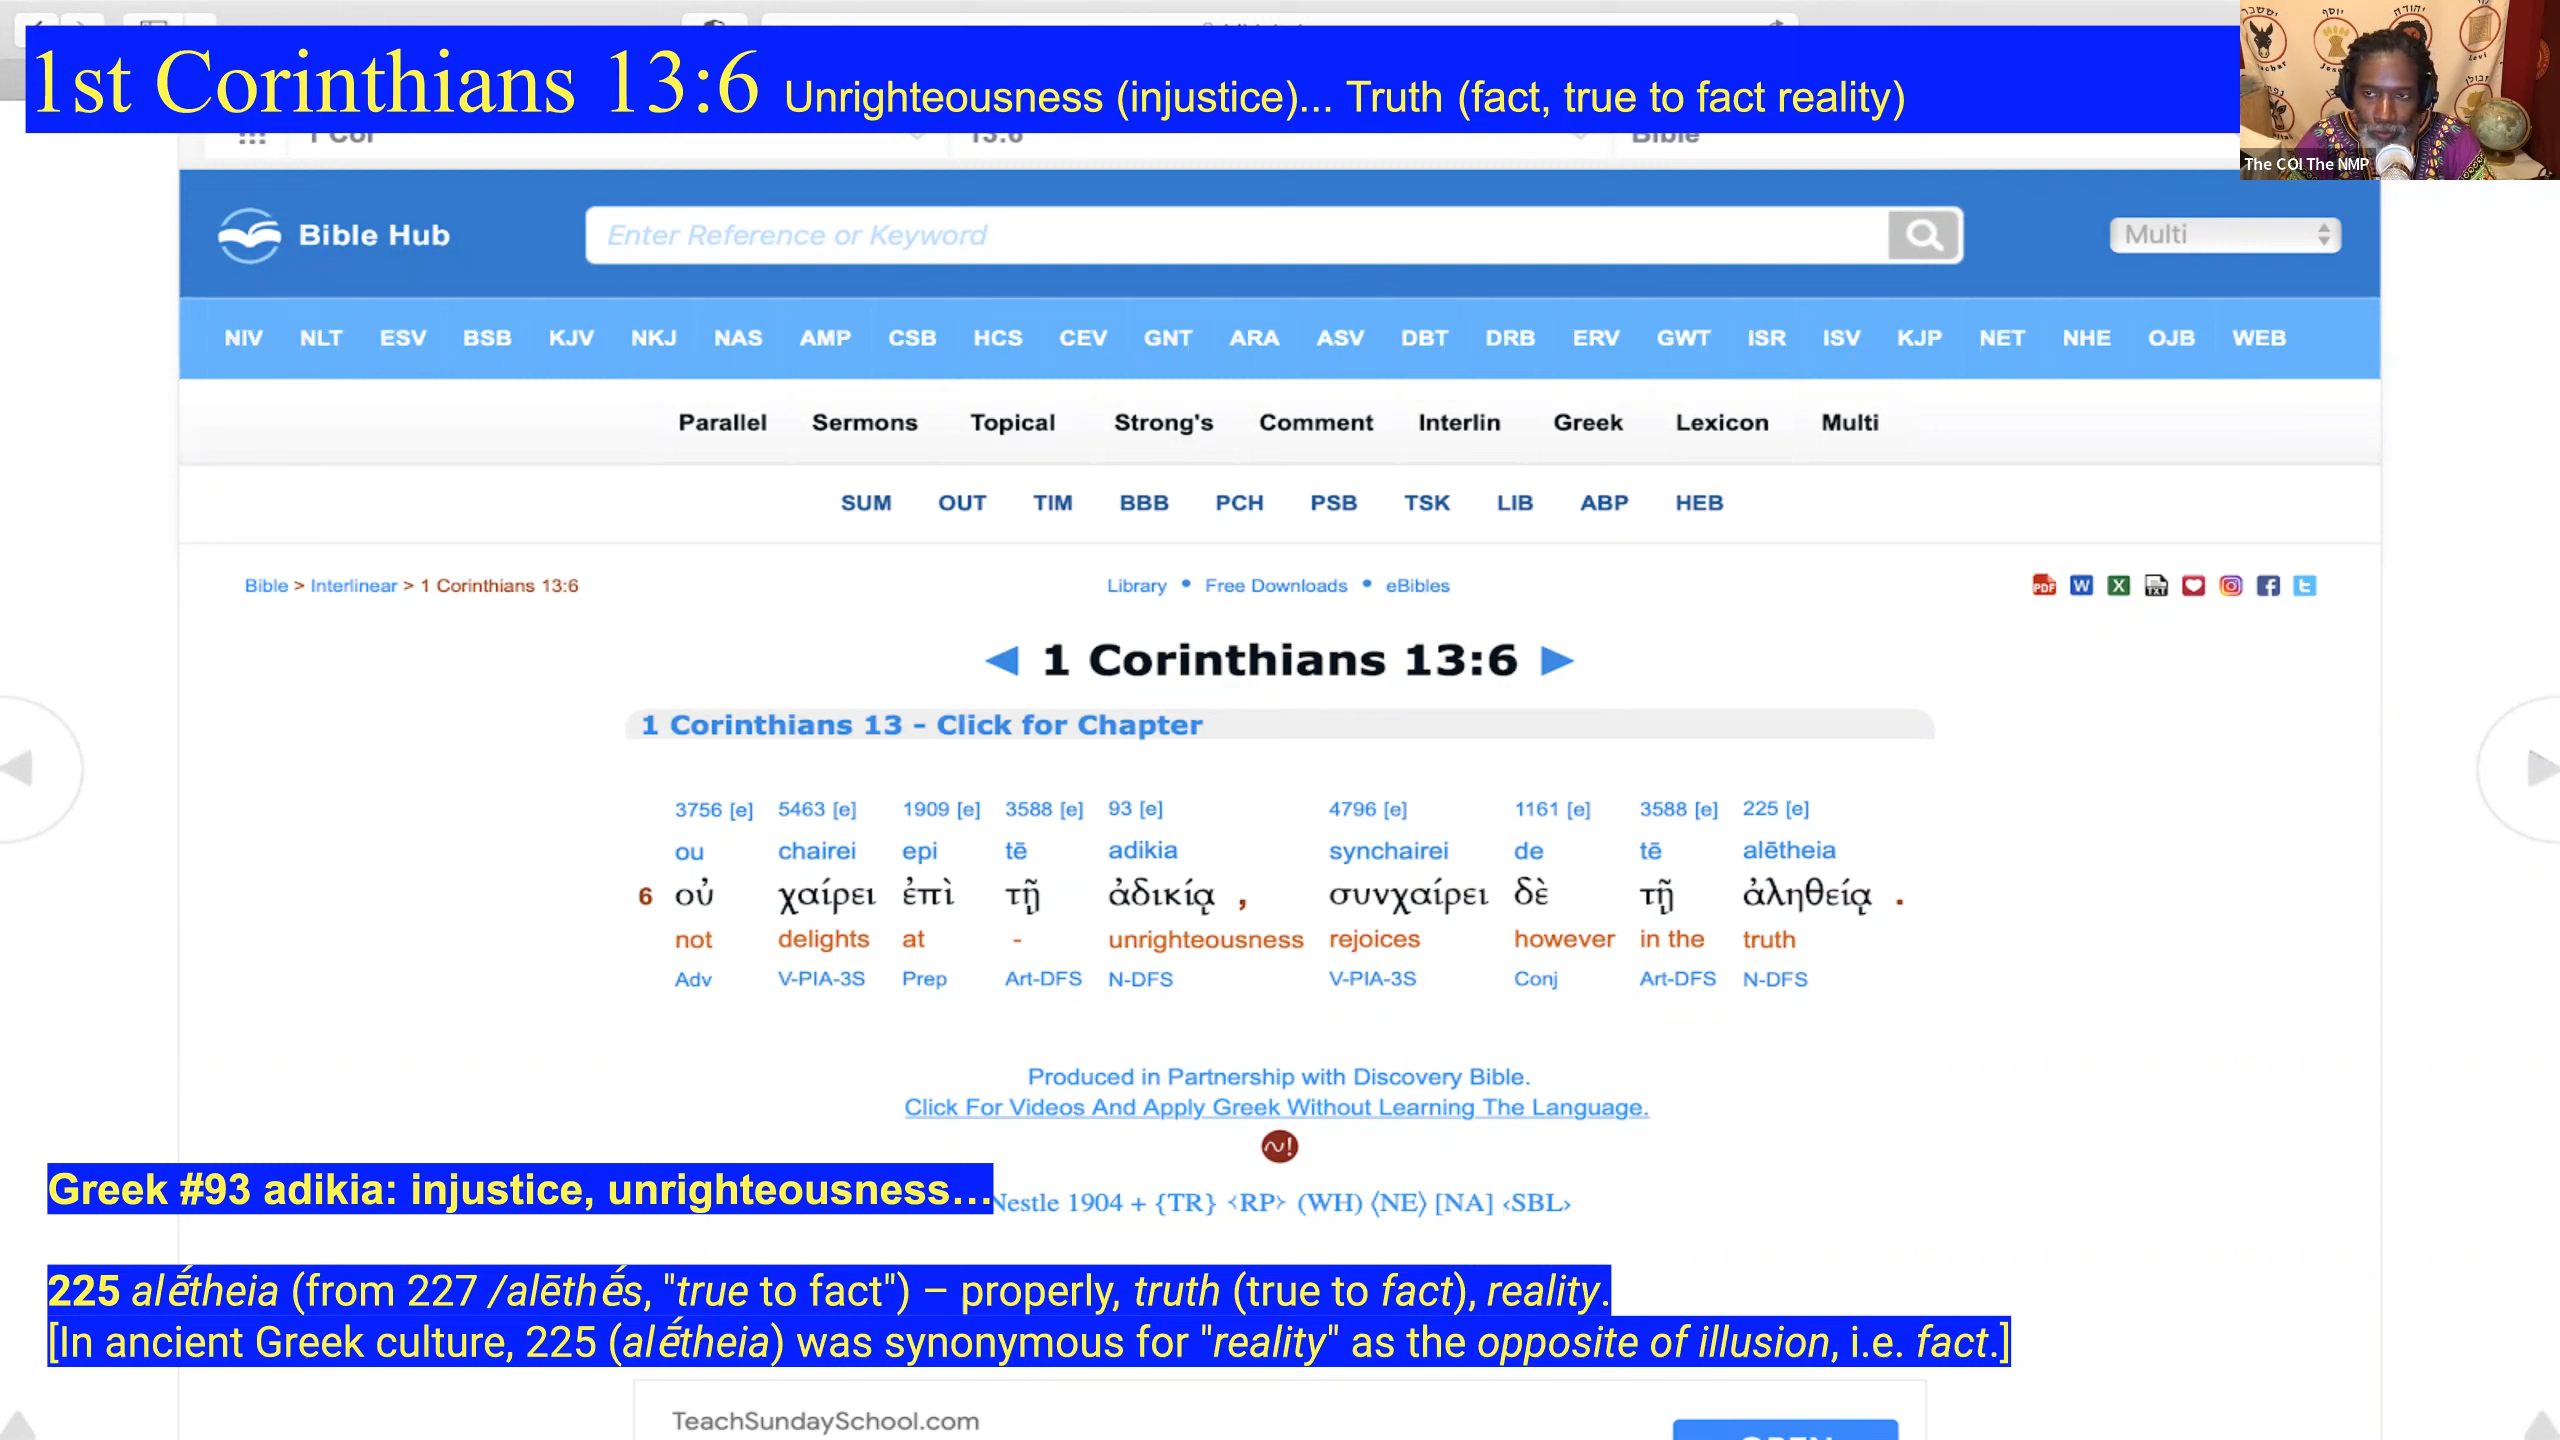 1st Corinthians 13:6 Unrighteousness (injustice)... Truth (fact, true to fact reality)
1 Cor 13:6 Bible
The COI The NMP
Bible Hub Enter Reference or Keyword Multi
NIV NLT ESV BSB KJV NKJ NAS AMP CSB HCS CEV GNT ARA ASV DBT DRB ERV GWT ISR ISV KJP NET NHE OJB WEB
Parallel Sermons Topical Strong's Comment Interlin Greek Lexicon Multi
SUM OUT TIM BBB PCH PSB TSK LIB ABP HEB
Bible > Interlinear > 1 Corinthians 13:6 Library • Free Downloads • eBibles
◄ 1 Corinthians 13:6 ►
1 Corinthians 13 - Click for Chapter
3756 [e] 5463 [e] 1909 [e] 3588 [e] 93 [e] 4796 [e] 1161 [e] 3588 [e] 225 [e]
ou chairei epi tē adikia synchairei de tē alētheia
6 οὐ χαίρει ἐπὶ τῇ ἀδικίᾳ , συνχαίρει δὲ τῇ ἀληθείᾳ .
not delights at - unrighteousness rejoices however in the truth
Adv V-PIA-3S Prep Art-DFS N-DFS V-PIA-3S Conj Art-DFS N-DFS
Produced in Partnership with Discovery Bible.
Click For Videos And Apply Greek Without Learning The Language.
Greek #93 adikia: injustice, unrighteousness...
Nestle 1904 + {TR} <RP> (WH) ⟨NE⟩ [NA] ‹SBL›
225 alḗtheia (from 227 /alēthḗs, "true to fact") – properly, truth (true to fact), reality.
[In ancient Greek culture, 225 (alḗtheia) was synonymous for "reality" as the opposite of illusion, i.e. fact.]
TeachSundaySchool.com
OPEN